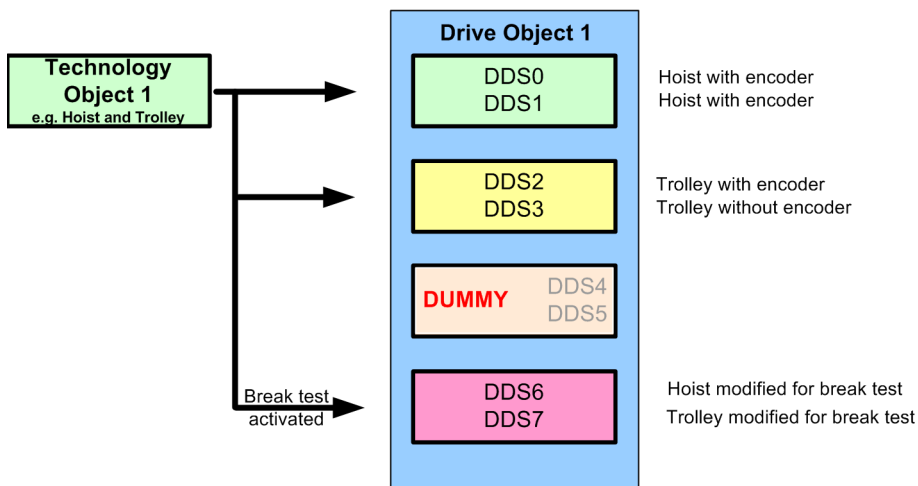 Drive Object 1
Technology
Object 1
e.g. Hoist and Trolley
DDS0
DDS1
Hoist with encoder
Hoist with encoder
DDS2
DDS3
Trolley with encoder
Trolley without encoder
DUMMY
DDS4
DDS5
Break test
activated
DDS6
DDS7
Hoist modified for break test
Trolley modified for break test